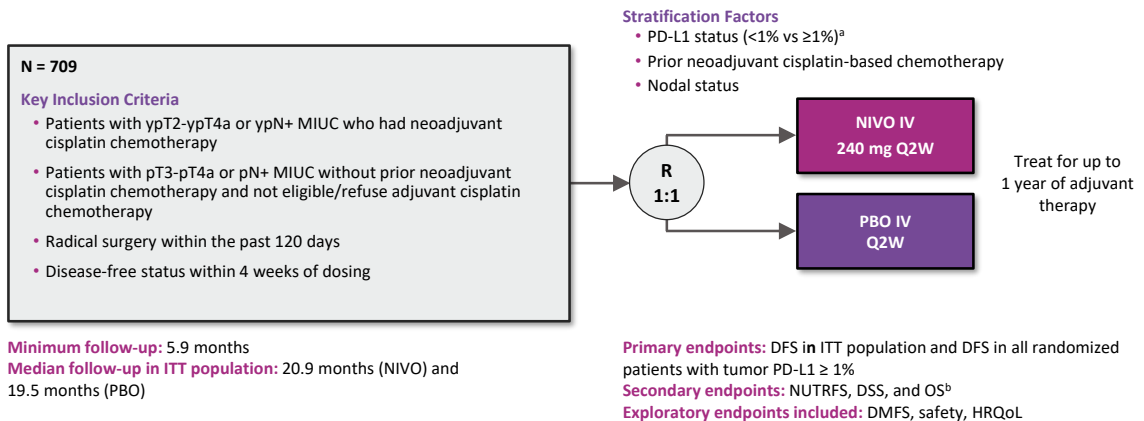 Stratification Factors
• PD-L1 status (<1% vs ≥1%)ᵃ
• Prior neoadjuvant cisplatin-based chemotherapy
• Nodal status
N = 709
Key Inclusion Criteria
• Patients with ypT2-ypT4a or ypN+ MIUC who had neoadjuvant
cisplatin chemotherapy
• Patients with pT3-pT4a or pN+ MIUC without prior neoadjuvant
cisplatin chemotherapy and not eligible/refuse adjuvant cisplatin
chemotherapy
• Radical surgery within the past 120 days
• Disease-free status within 4 weeks of dosing
R
1:1
NIVO IV
240 mg Q2W
PBO IV
Q2W
Treat for up to
1 year of adjuvant
therapy
Minimum follow-up: 5.9 months
Median follow-up in ITT population: 20.9 months (NIVO) and
19.5 months (PBO)
Primary endpoints: DFS in ITT population and DFS in all randomized
patients with tumor PD-L1 ≥ 1%
Secondary endpoints: NUTRFS, DSS, and OSᵇ
Exploratory endpoints included: DMFS, safety, HRQoL